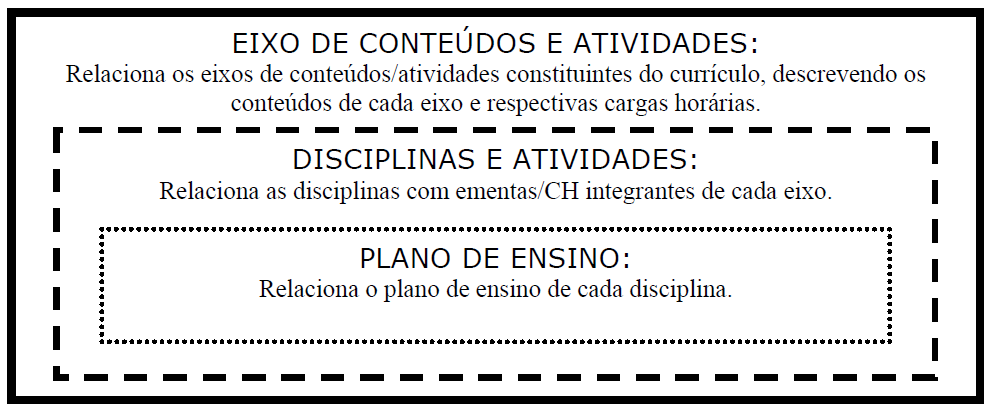 EIXO DE CONTEÚDOS E ATIVIDADES:
Relaciona os eixos de conteúdos/atividades constituintes do currículo, descrevendo os
conteúdos de cada eixo e respectivas cargas horárias.
DISCIPLINAS E ATIVIDADES:
Relaciona as disciplinas com ementas/CH integrantes de cada eixo.
PLANO DE ENSINO:
Relaciona o plano de ensino de cada disciplina.